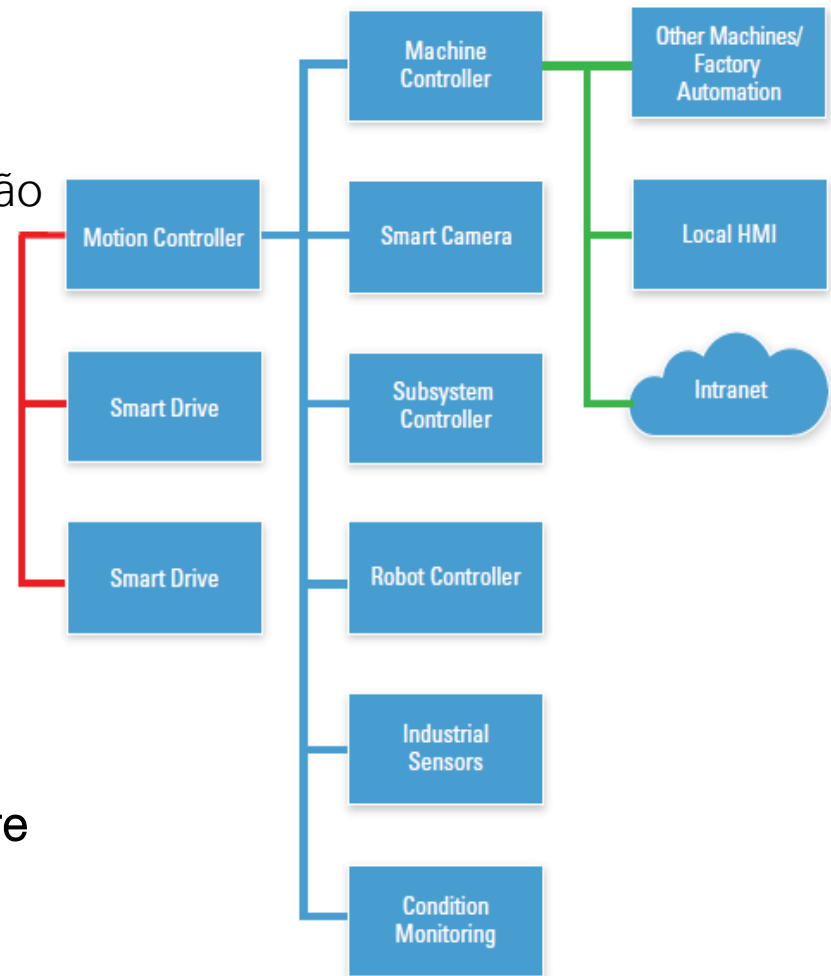 ão
re
Motion Controller
Smart Drive
Smart Drive
Machine
Controller
Smart Camera
Subsystem
Controller
Robot Controller
Industrial
Sensors
Condition
Monitoring
Other Machines/
Factory
Automation
Local HMI
Intranet